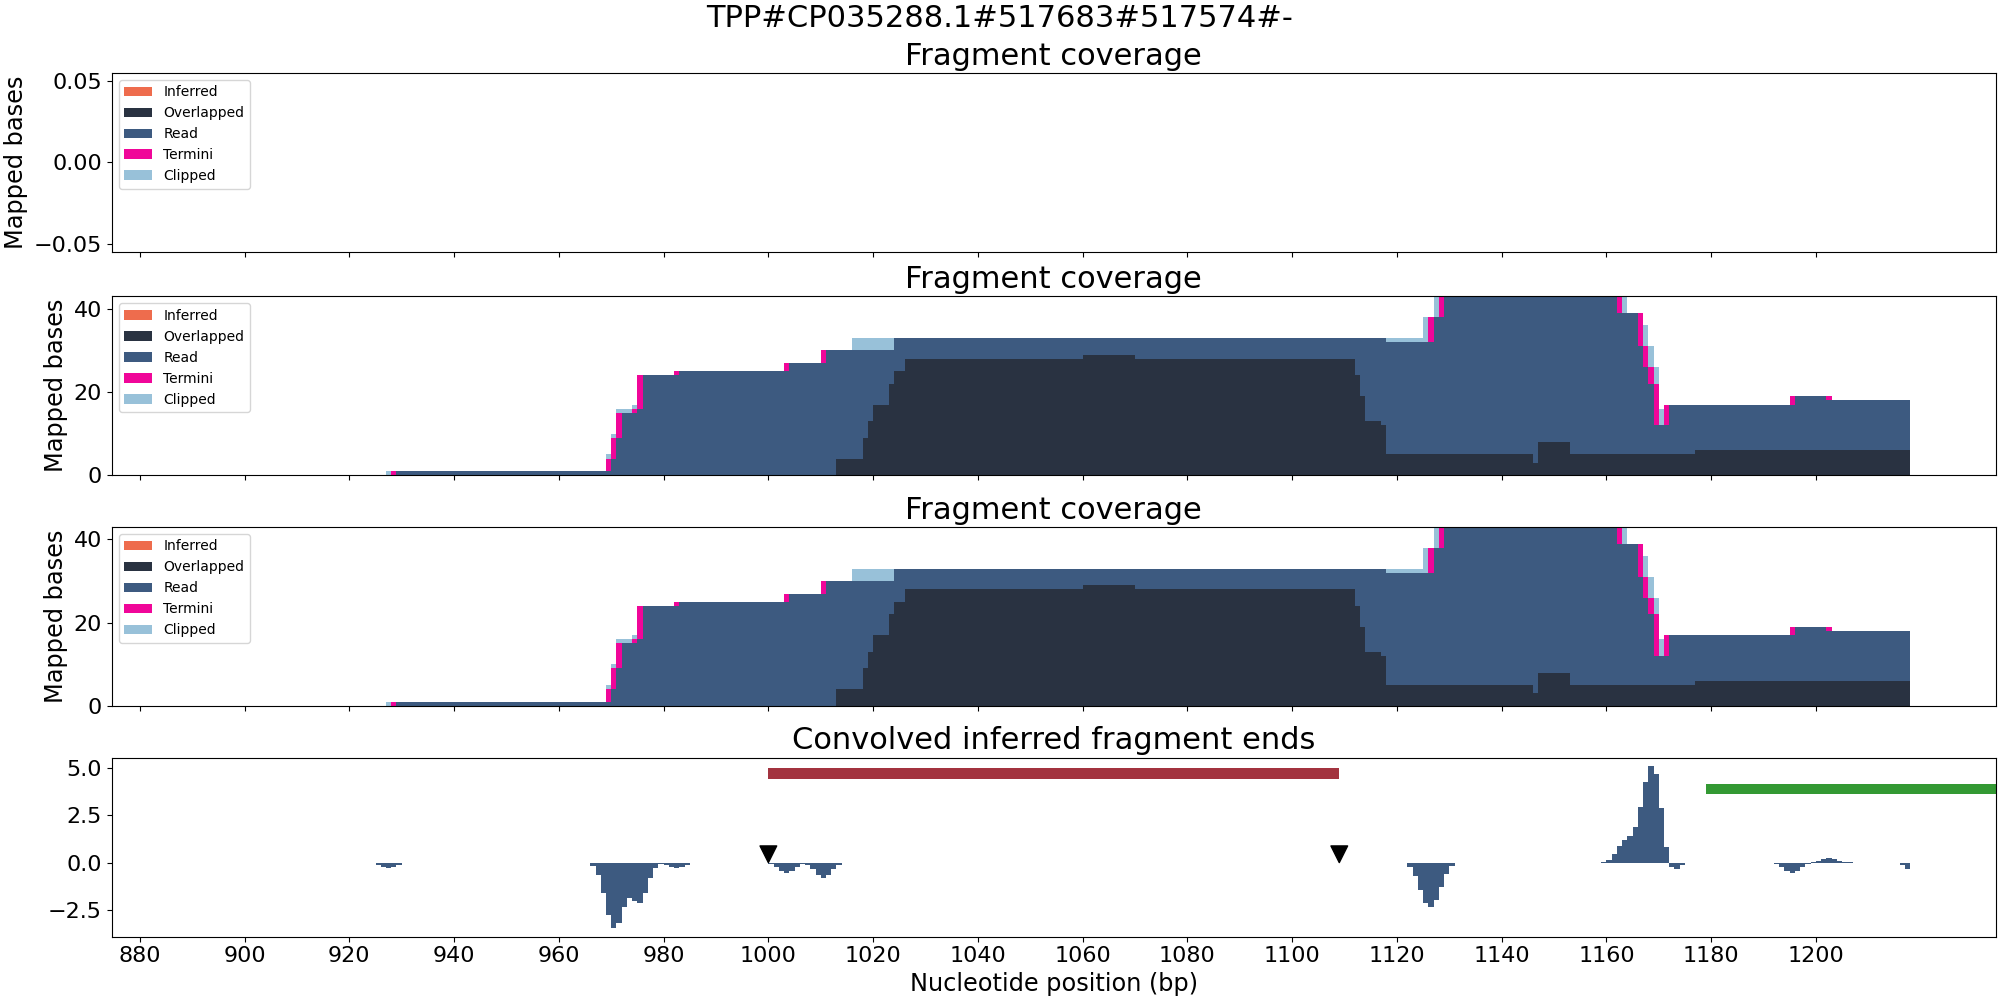 TPP#CP035288.1#517683#517574#-
Fragment coverage
Mapped bases
0.05
0.00
−0.05
Inferred
Overlapped
Read
Termini
Clipped
Fragment coverage
Mapped bases
40
20
0
Inferred
Overlapped
Read
Termini
Clipped
Fragment coverage
Mapped bases
40
20
0
Inferred
Overlapped
Read
Termini
Clipped
Convolved inferred fragment ends
5.0
2.5
0.0
−2.5
880 900 920 940 960 980 1000 1020 1040 1060 1080 1100 1120 1140 1160 1180 1200
Nucleotide position (bp)